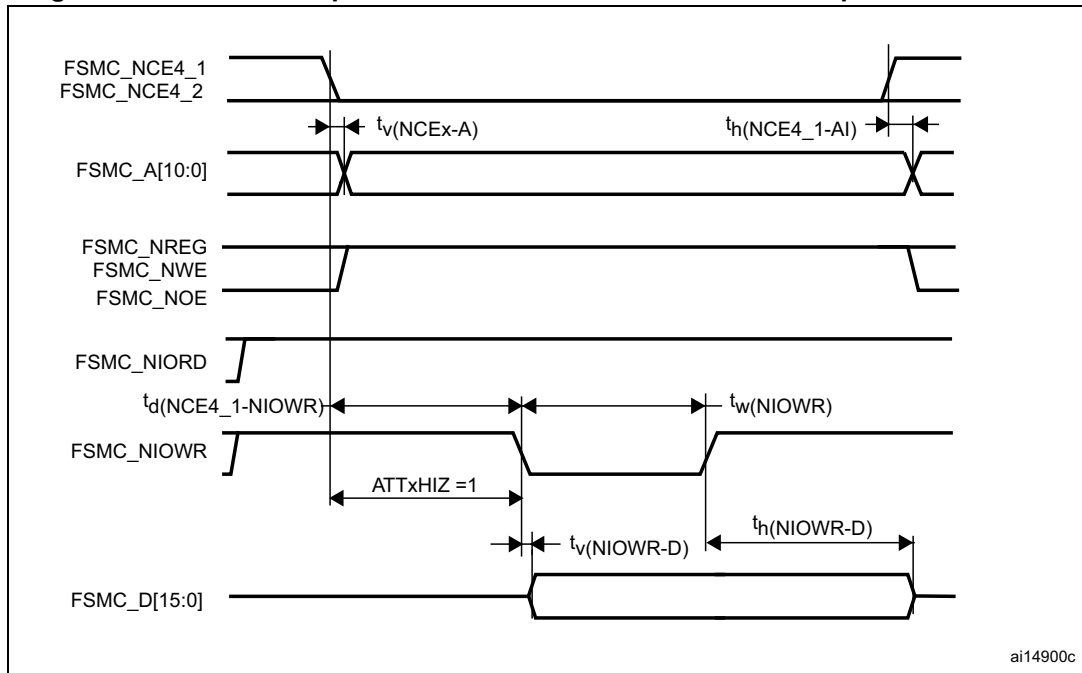 FSMC_NCE4_1
FSMC_NCE4_2
tv(NCEx-A)
th(NCE4_1-AI)
FSMC_A[10:0]
FSMC_NREG
FSMC_NWE
FSMC_NOE
FSMC_NIORD
td(NCE4_1-NIOWR)
tw(NIOWR)
FSMC_NIOWR
ATTxHIZ =1
th(NIOWR-D)
tv(NIOWR-D)
FSMC_D[15:0]
ai14900c